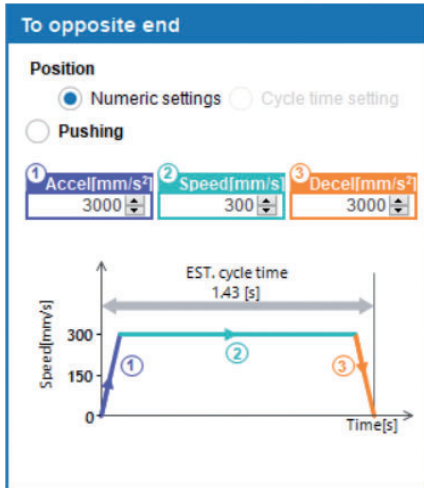 To opposite end
Position
Numeric settings Cycle time setting
Pushing
① Accel[mm/s²] ② Speed[mm/s] ③ Decel[mm/s²]
3000 300 3000
EST. cycle time
1.43 [s]
Speed[mm/s]
300
150
0
① ② ③
Time[s]